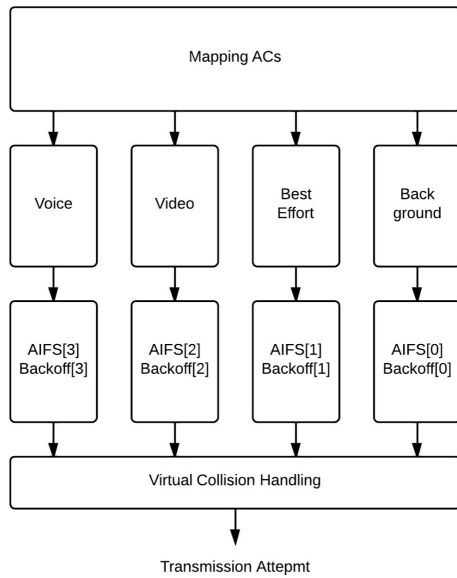 Mapping ACs
Voice
Video
Best
Effort
Back
ground
AIFS[3]
Backoff[3]
AIFS[2]
Backoff[2]
AIFS[1]
Backoff[1]
AIFS[0]
Backoff[0]
Virtual Collision Handling
Transmission Attepmt